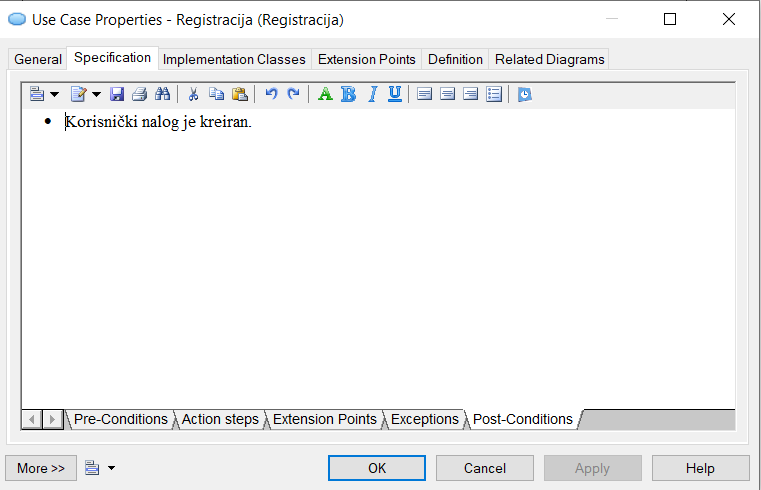 Use Case Properties - Registracija (Registracija)
General Specification Implementation Classes Extension Points Definition Related Diagrams
A B I U
• Korisnički nalog je kreiran.
Pre-Conditions Action steps Extension Points Exceptions Post-Conditions
More >> OK Cancel Apply Help